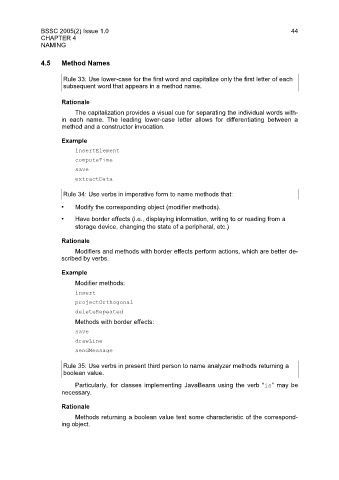 BSSC 2005(2) Issue 1.0 44
CHAPTER 4
NAMING
4.5 Method Names
Rule 33: Use lower-case for the first word and capitalize only the first letter of each
subsequent word that appears in a method name.
Rationale
The capitalization provides a visual cue for separating the individual words with-
in each name. The leading lower-case letter allows for differentiating between a
method and a constructor invocation.
Example
insertElement
computeTime
save
extractData
Rule 34: Use verbs in imperative form to name methods that:
• Modify the corresponding object (modifier methods).
• Have border effects (i.e., displaying information, writing to or reading from a
storage device, changing the state of a peripheral, etc.)
Rationale
Modifiers and methods with border effects perform actions, which are better de-
scribed by verbs.
Example
Modifier methods:
insert
projectOrthogonal
deleteRepeated
Methods with border effects:
save
drawLine
sendMessage
Rule 35: Use verbs in present third person to name analyzer methods returning a
boolean value.
Particularly, for classes implementing JavaBeans using the verb "is" may be
necessary.
Rationale
Methods returning a boolean value test some characteristic of the correspond-
ing object.